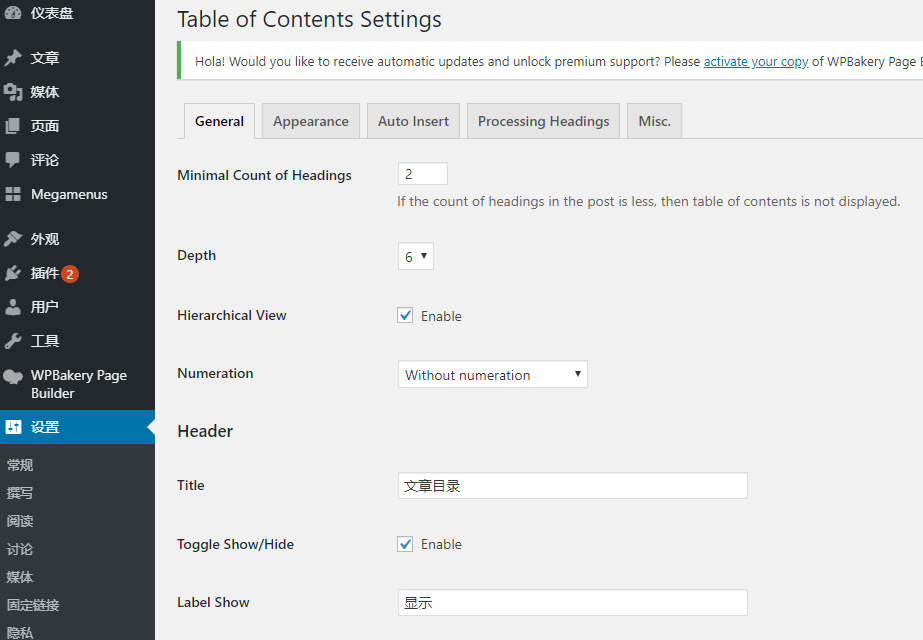 仪表盘
文章
媒体
页面
评论
Megamenus
外观
插件 2
用户
工具
WPBakery Page
Builder
设置
常规
撰写
阅读
讨论
媒体
固定链接
隐私
Table of Contents Settings
Hola! Would you like to receive automatic updates and unlock premium support? Please activate your copy of WPBakery Page
General
Appearance
Auto Insert
Processing Headings
Misc.
Minimal Count of Headings
2
If the count of headings in the post is less, then table of contents is not displayed.
Depth
6
Hierarchical View
Enable
Numeration
Without numeration
Header
Title
文章目录
Toggle Show/Hide
Enable
Label Show
显示